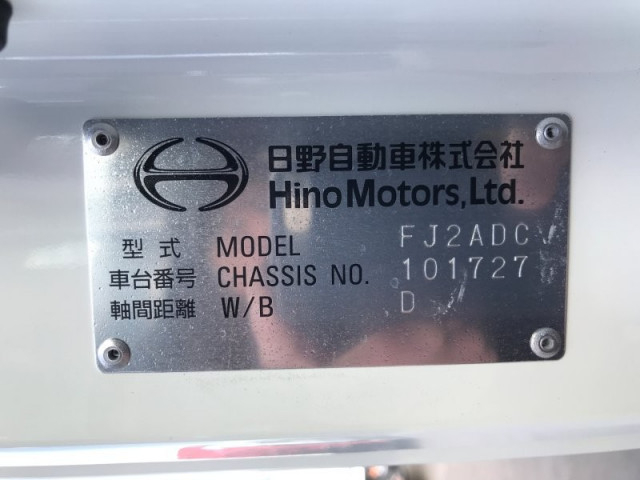 日野自動車株式会社
Hino Motors, Ltd.
型式 MODEL FJ2ADC
車台番号 CHASSIS NO. 101727
軸間距離 W/B D